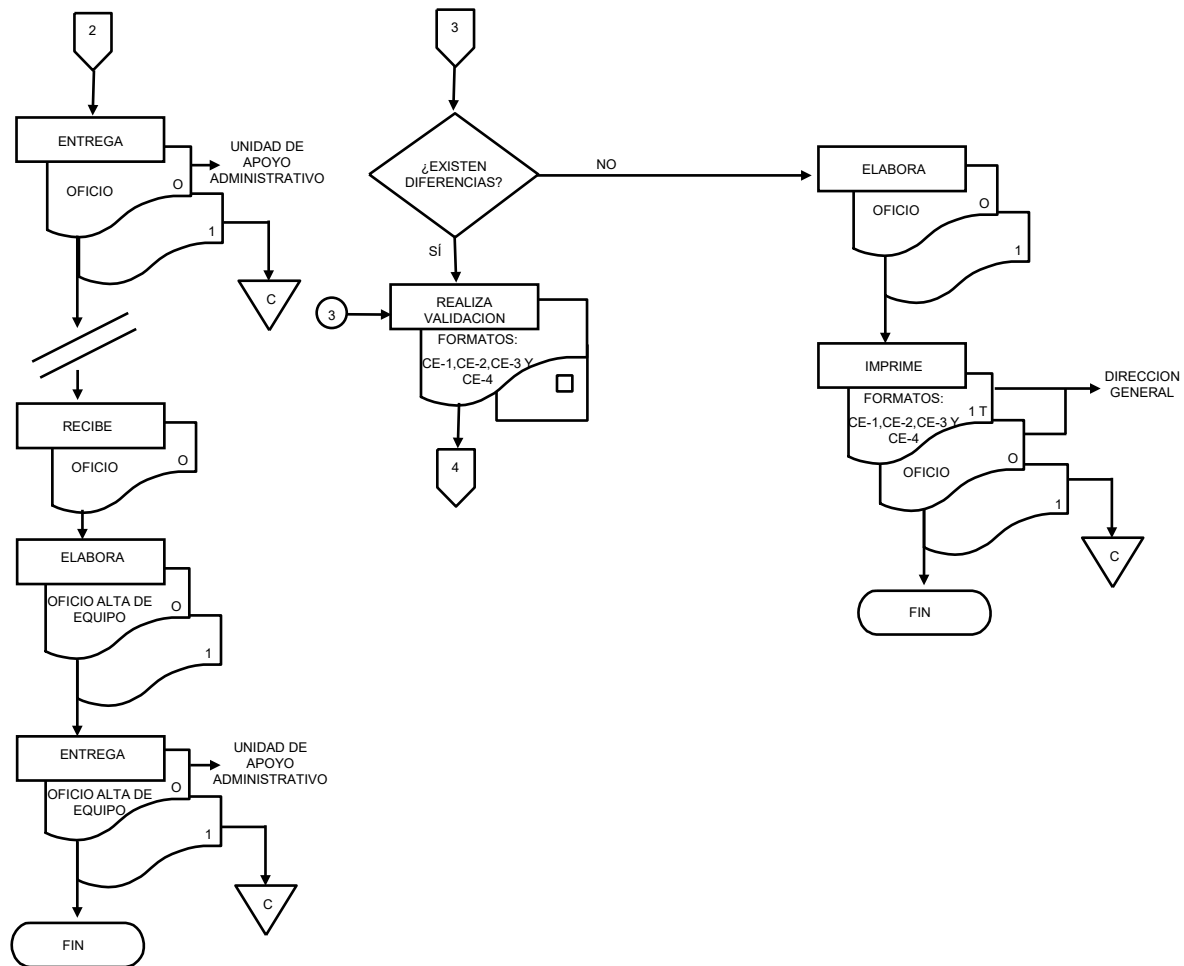 2
ENTREGA
OFICIO
O
1
UNIDAD DE
APOYO
ADMINISTRATIVO
C
RECIBE
OFICIO
O
ELABORA
OFICIO ALTA DE
EQUIPO
O
1
ENTREGA
OFICIO ALTA DE
EQUIPO
O
1
UNIDAD DE
APOYO
ADMINISTRATIVO
C
FIN
3
¿EXISTEN
DIFERENCIAS?
NO
SÍ
3
REALIZA
VALIDACION
FORMATOS:
CE-1,CE-2,CE-3 Y
CE-4
4
ELABORA
OFICIO
O
1
IMPRIME
FORMATOS:
CE-1,CE-2,CE-3 Y
CE-4
1 T
DIRECCION
GENERAL
OFICIO
O
1
C
FIN